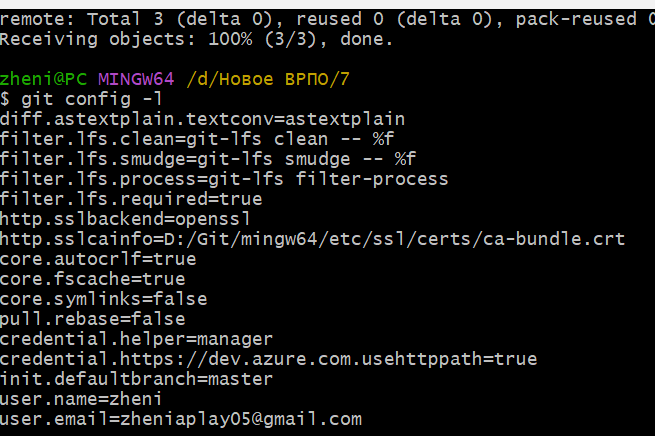 remote: Total 3 (delta 0), reused 0 (delta 0), pack-reused 0
Receiving objects: 100% (3/3), done.
zheni@PC MINGW64 /d/Новое ВРПО/7
$ git config -l
diff.astextplain.textconv=astextplain
filter.lfs.clean=git-lfs clean -- %f
filter.lfs.smudge=git-lfs smudge -- %f
filter.lfs.process=git-lfs filter-process
filter.lfs.required=true
http.sslbackend=openssl
http.sslcainfo=D:/Git/mingw64/etc/ssl/certs/ca-bundle.crt
core.autocrlf=true
core.fscache=true
core.symlinks=false
pull.rebase=false
credential.helper=manager
credential.https://dev.azure.com.usehttppath=true
init.defaultbranch=master
user.name=zheni
user.email=zheniaplay05@gmail.com